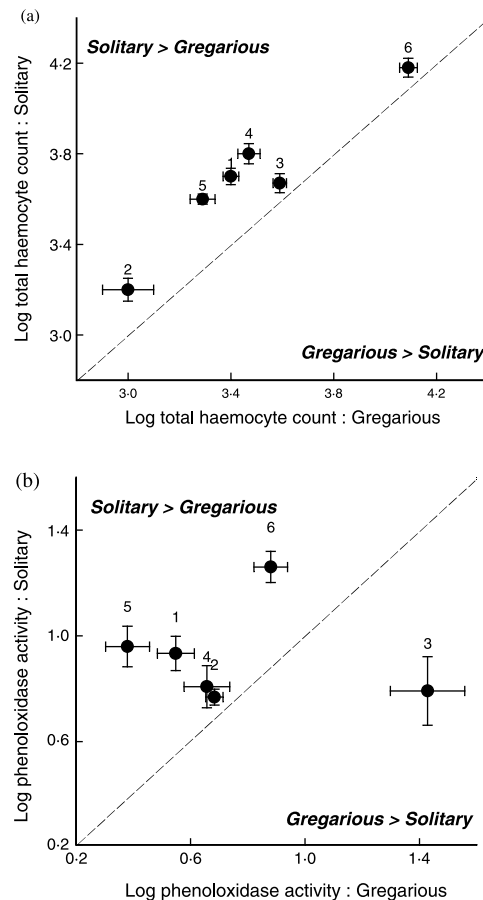 (a)
Solitary > Gregarious
6
4
1
3
5
2
Gregarious > Solitary
4·2
3·8
3·4
3·0
Log total haemocyte count : Solitary
3·0 3·4 3·8 4·2
Log total haemocyte count : Gregarious
(b)
Solitary > Gregarious
6
5
1
4
2
3
Gregarious > Solitary
1·4
1·0
0·6
0·2
Log phenoloxidase activity : Solitary
0·2 0·6 1·0 1·4
Log phenoloxidase activity : Gregarious